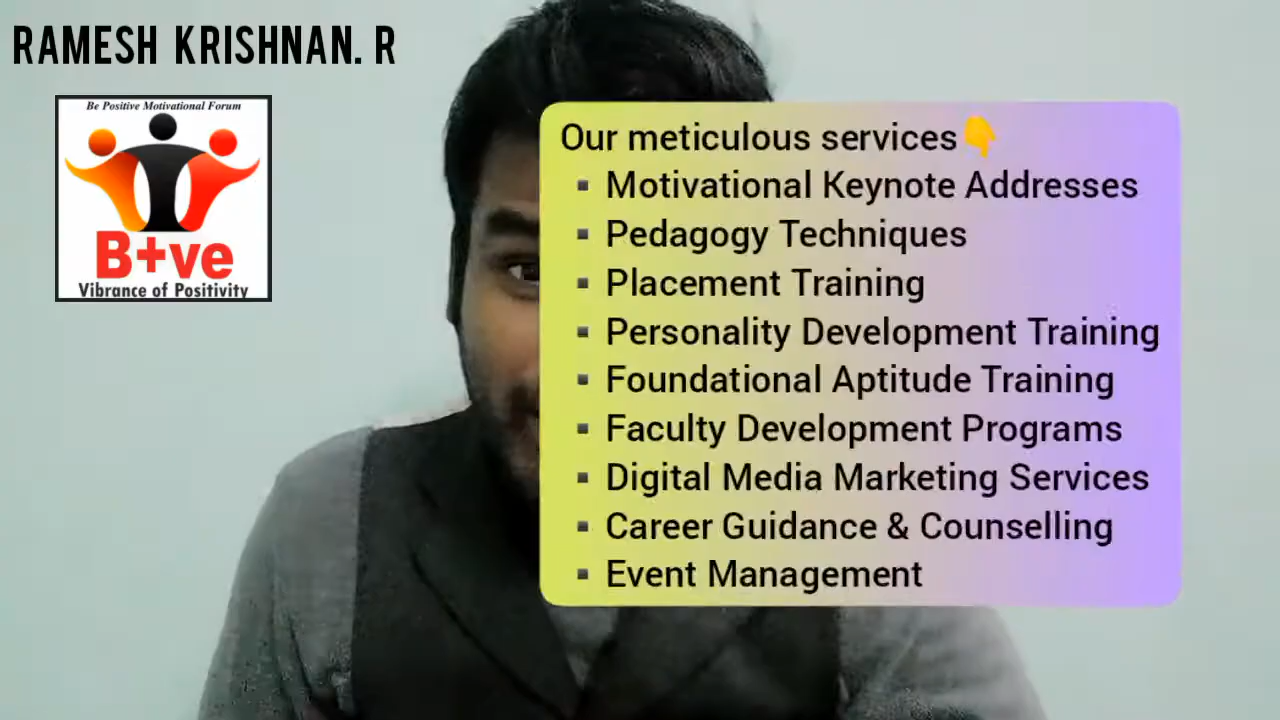 RAMESH KRISHNAN. R
Be Positive Motivational Forum
B+ve
Vibrance of Positivity
Our meticulous services👇
▪ Motivational Keynote Addresses
▪ Pedagogy Techniques
▪ Placement Training
▪ Personality Development Training
▪ Foundational Aptitude Training
▪ Faculty Development Programs
▪ Digital Media Marketing Services
▪ Career Guidance & Counselling
▪ Event Management